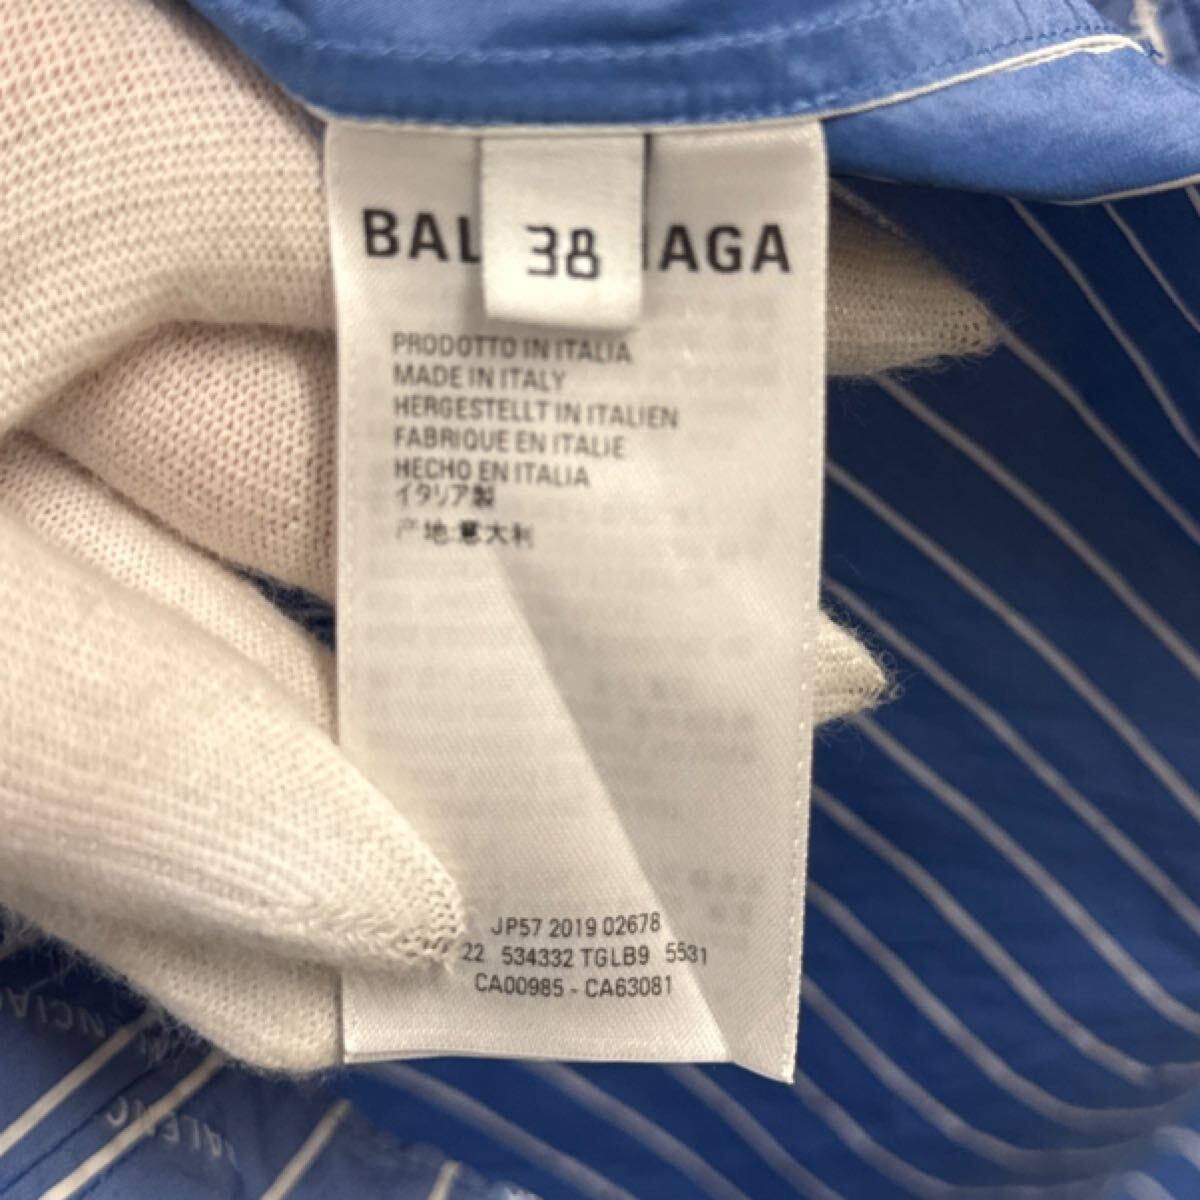 BAL AGA
38
PRODOTTO IN ITALIA
MADE IN ITALY
HERGESTELLT IN ITALIEN
FABRIQUE EN ITALIE
HECHO EN ITALIA
イタリア製
产地:意大利
JP57 2019 02678
22 534332 TGLB9 5531
CA00985 - CA63081